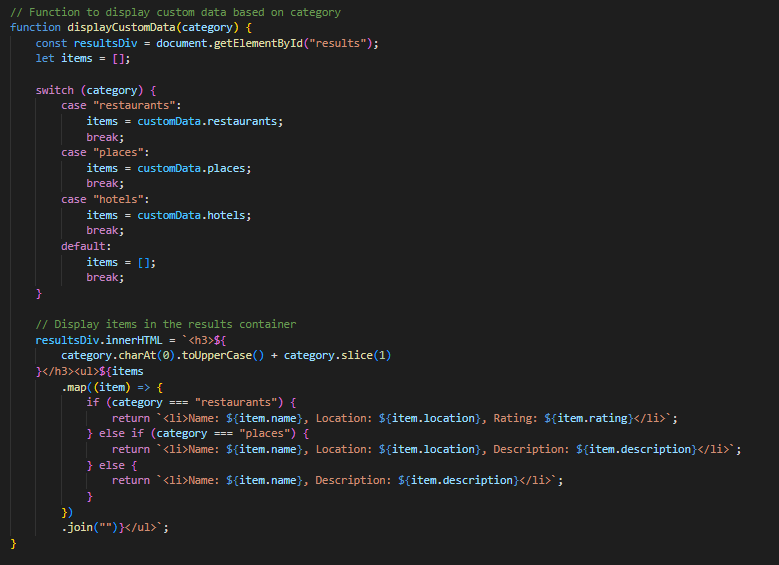 // Function to display custom data based on category
function displayCustomData(category) {
    const resultsDiv = document.getElementById("results");
    let items = [];

    switch (category) {
        case "restaurants":
            items = customData.restaurants;
            break;
        case "places":
            items = customData.places;
            break;
        case "hotels":
            items = customData.hotels;
            break;
        default:
            items = [];
            break;
    }

    // Display items in the results container
    resultsDiv.innerHTML = `<h3>${
        category.charAt(0).toUpperCase() + category.slice(1)
    }</h3><ul>${items
        .map((item) => {
            if (category === "restaurants") {
                return `<li>Name: ${item.name}, Location: ${item.location}, Rating: ${item.rating}</li>`;
            } else if (category === "places") {
                return `<li>Name: ${item.name}, Location: ${item.location}, Description: ${item.description}</li>`;
            } else {
                return `<li>Name: ${item.name}, Description: ${item.description}</li>`;
            }
        })
        .join("")}</ul>`;
}